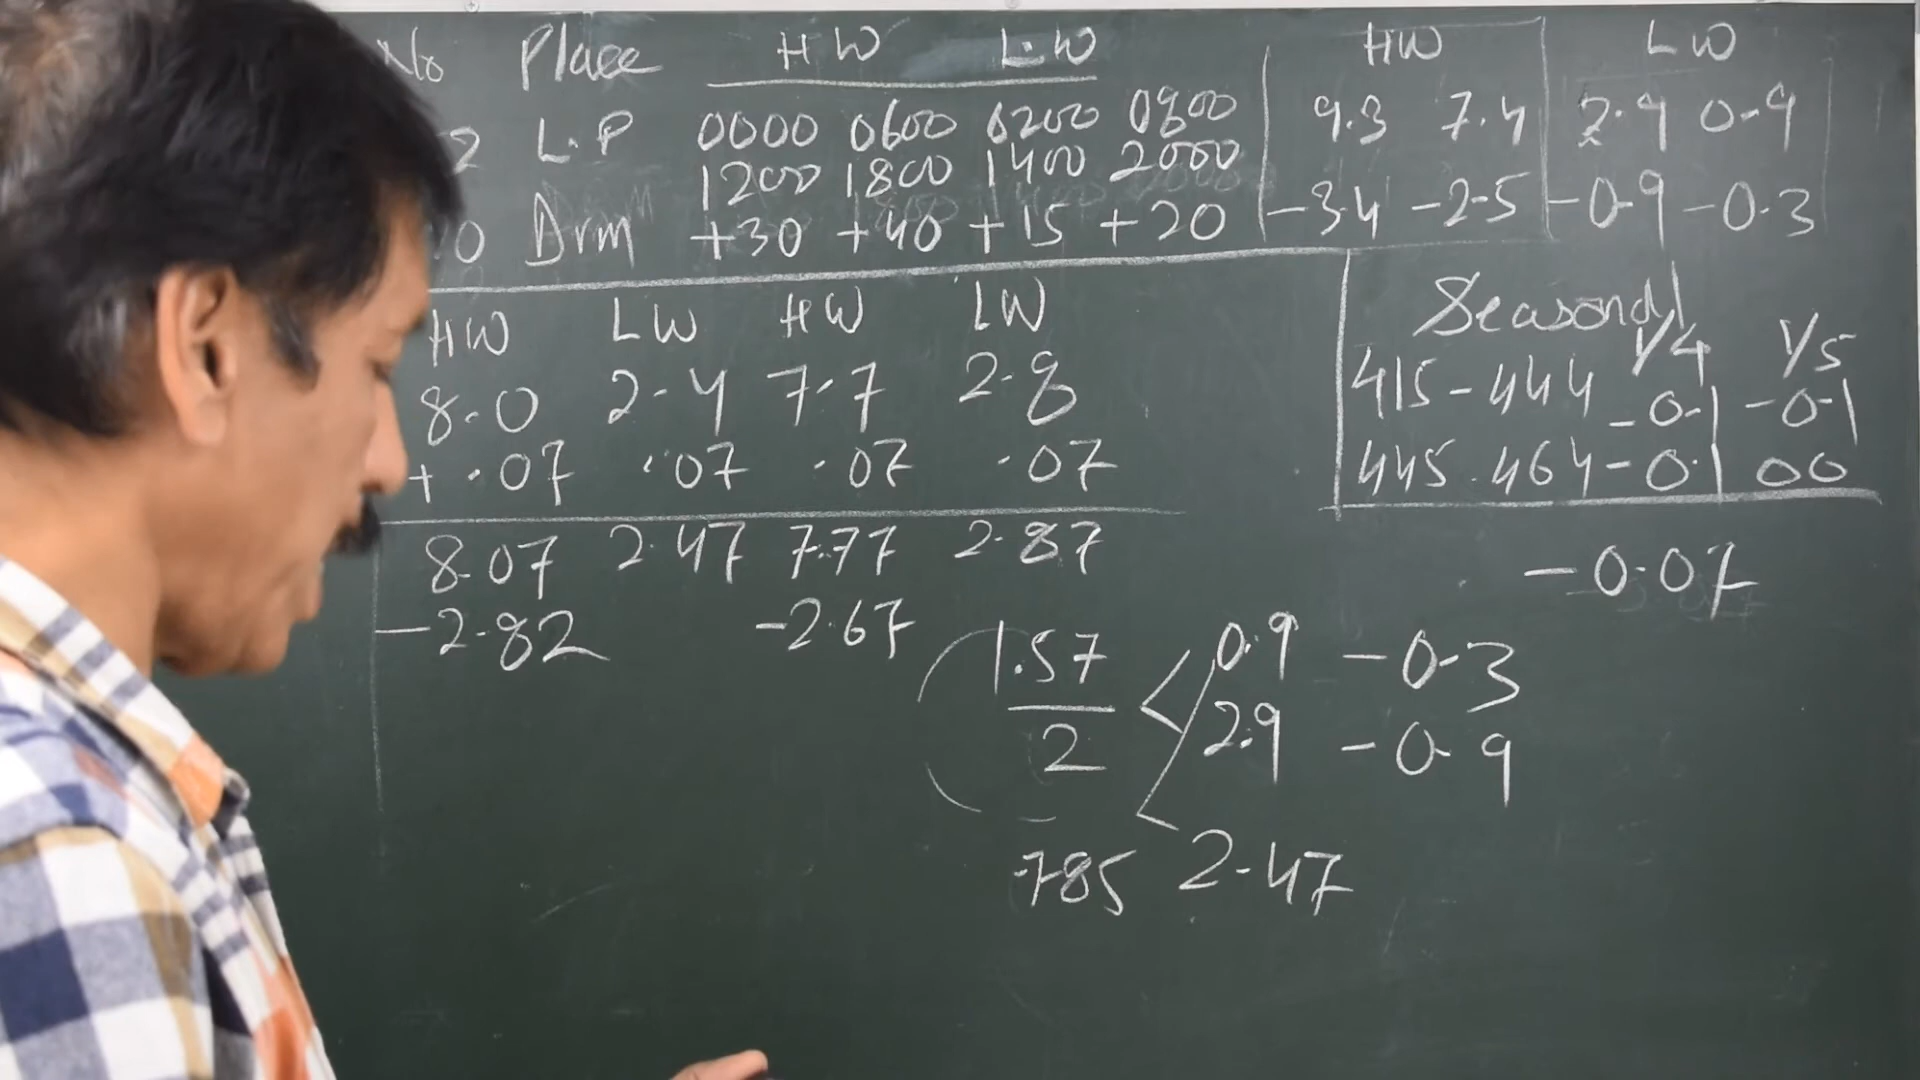 No Place HW L.W HW LW
2 L.P 0000 0600 0200 0800 9.3 7.4 2.9 0.9
1200 1800 1400 2000
0 Drm +30 +40 +15 +20 -3.4 -2.5 -0.9 -0.3
HW LW HW LW
8.0 2.4 7.7 2.8
+ .07 .07 .07 .07
8.07 2.47 7.77 2.87
-2.82 -2.67
Seasonal
1/4 1/5
415-444 -0.1 -0.1
445.464 -0.1 00
-0.07
1.57 0.9 -0.3
2 2.9 -0.9
.785 2.47